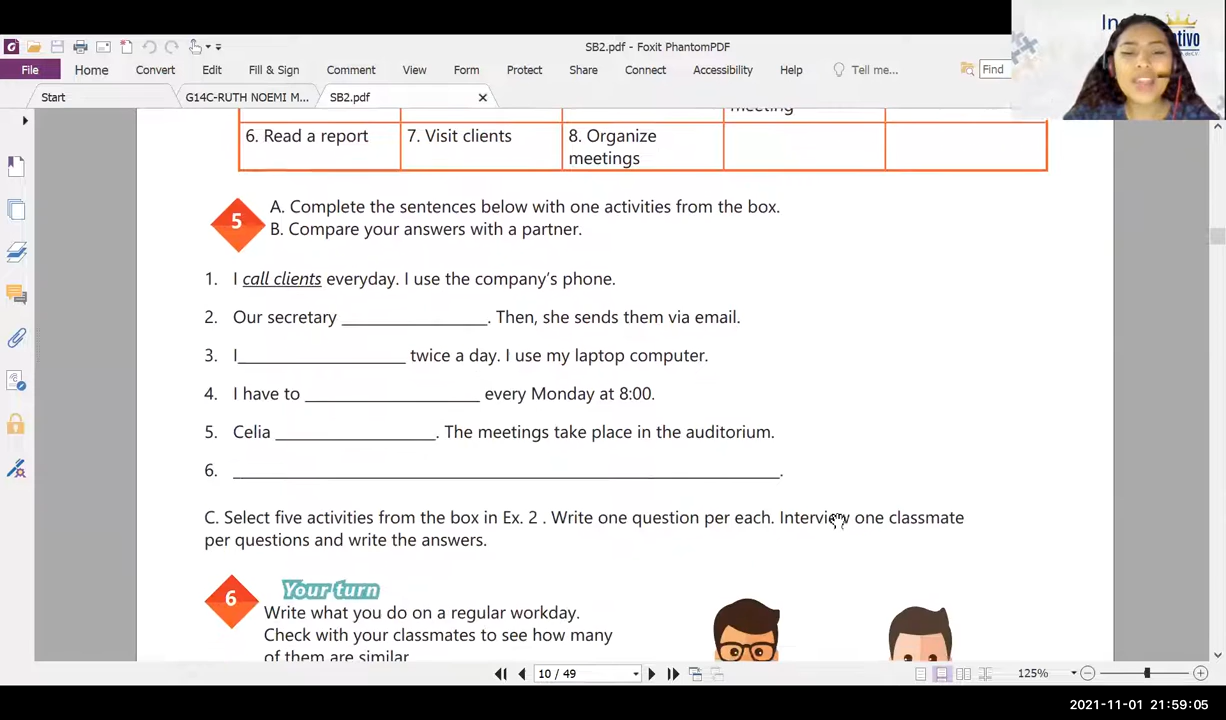 SB2.pdf - Foxit PhantomPDF
File Home Convert Edit Fill & Sign Comment View Form Protect Share Connect Accessibility Help Tell me... Find
Start G14C-RUTH NOEMI M... SB2.pdf
meeting
6. Read a report 7. Visit clients 8. Organize
meetings
5
A. Complete the sentences below with one activities from the box.
B. Compare your answers with a partner.
1. I call clients everyday. I use the company's phone.
2. Our secretary ________________. Then, she sends them via email.
3. I__________________ twice a day. I use my laptop computer.
4. I have to ___________________ every Monday at 8:00.
5. Celia _________________. The meetings take place in the auditorium.
6. ____________________________________________________________.
C. Select five activities from the box in Ex. 2 . Write one question per each. Interview one classmate
per questions and write the answers.
6
Your turn
Write what you do on a regular workday.
Check with your classmates to see how many
of them are similar
10 / 49 125%
2021-11-01 21:59:05